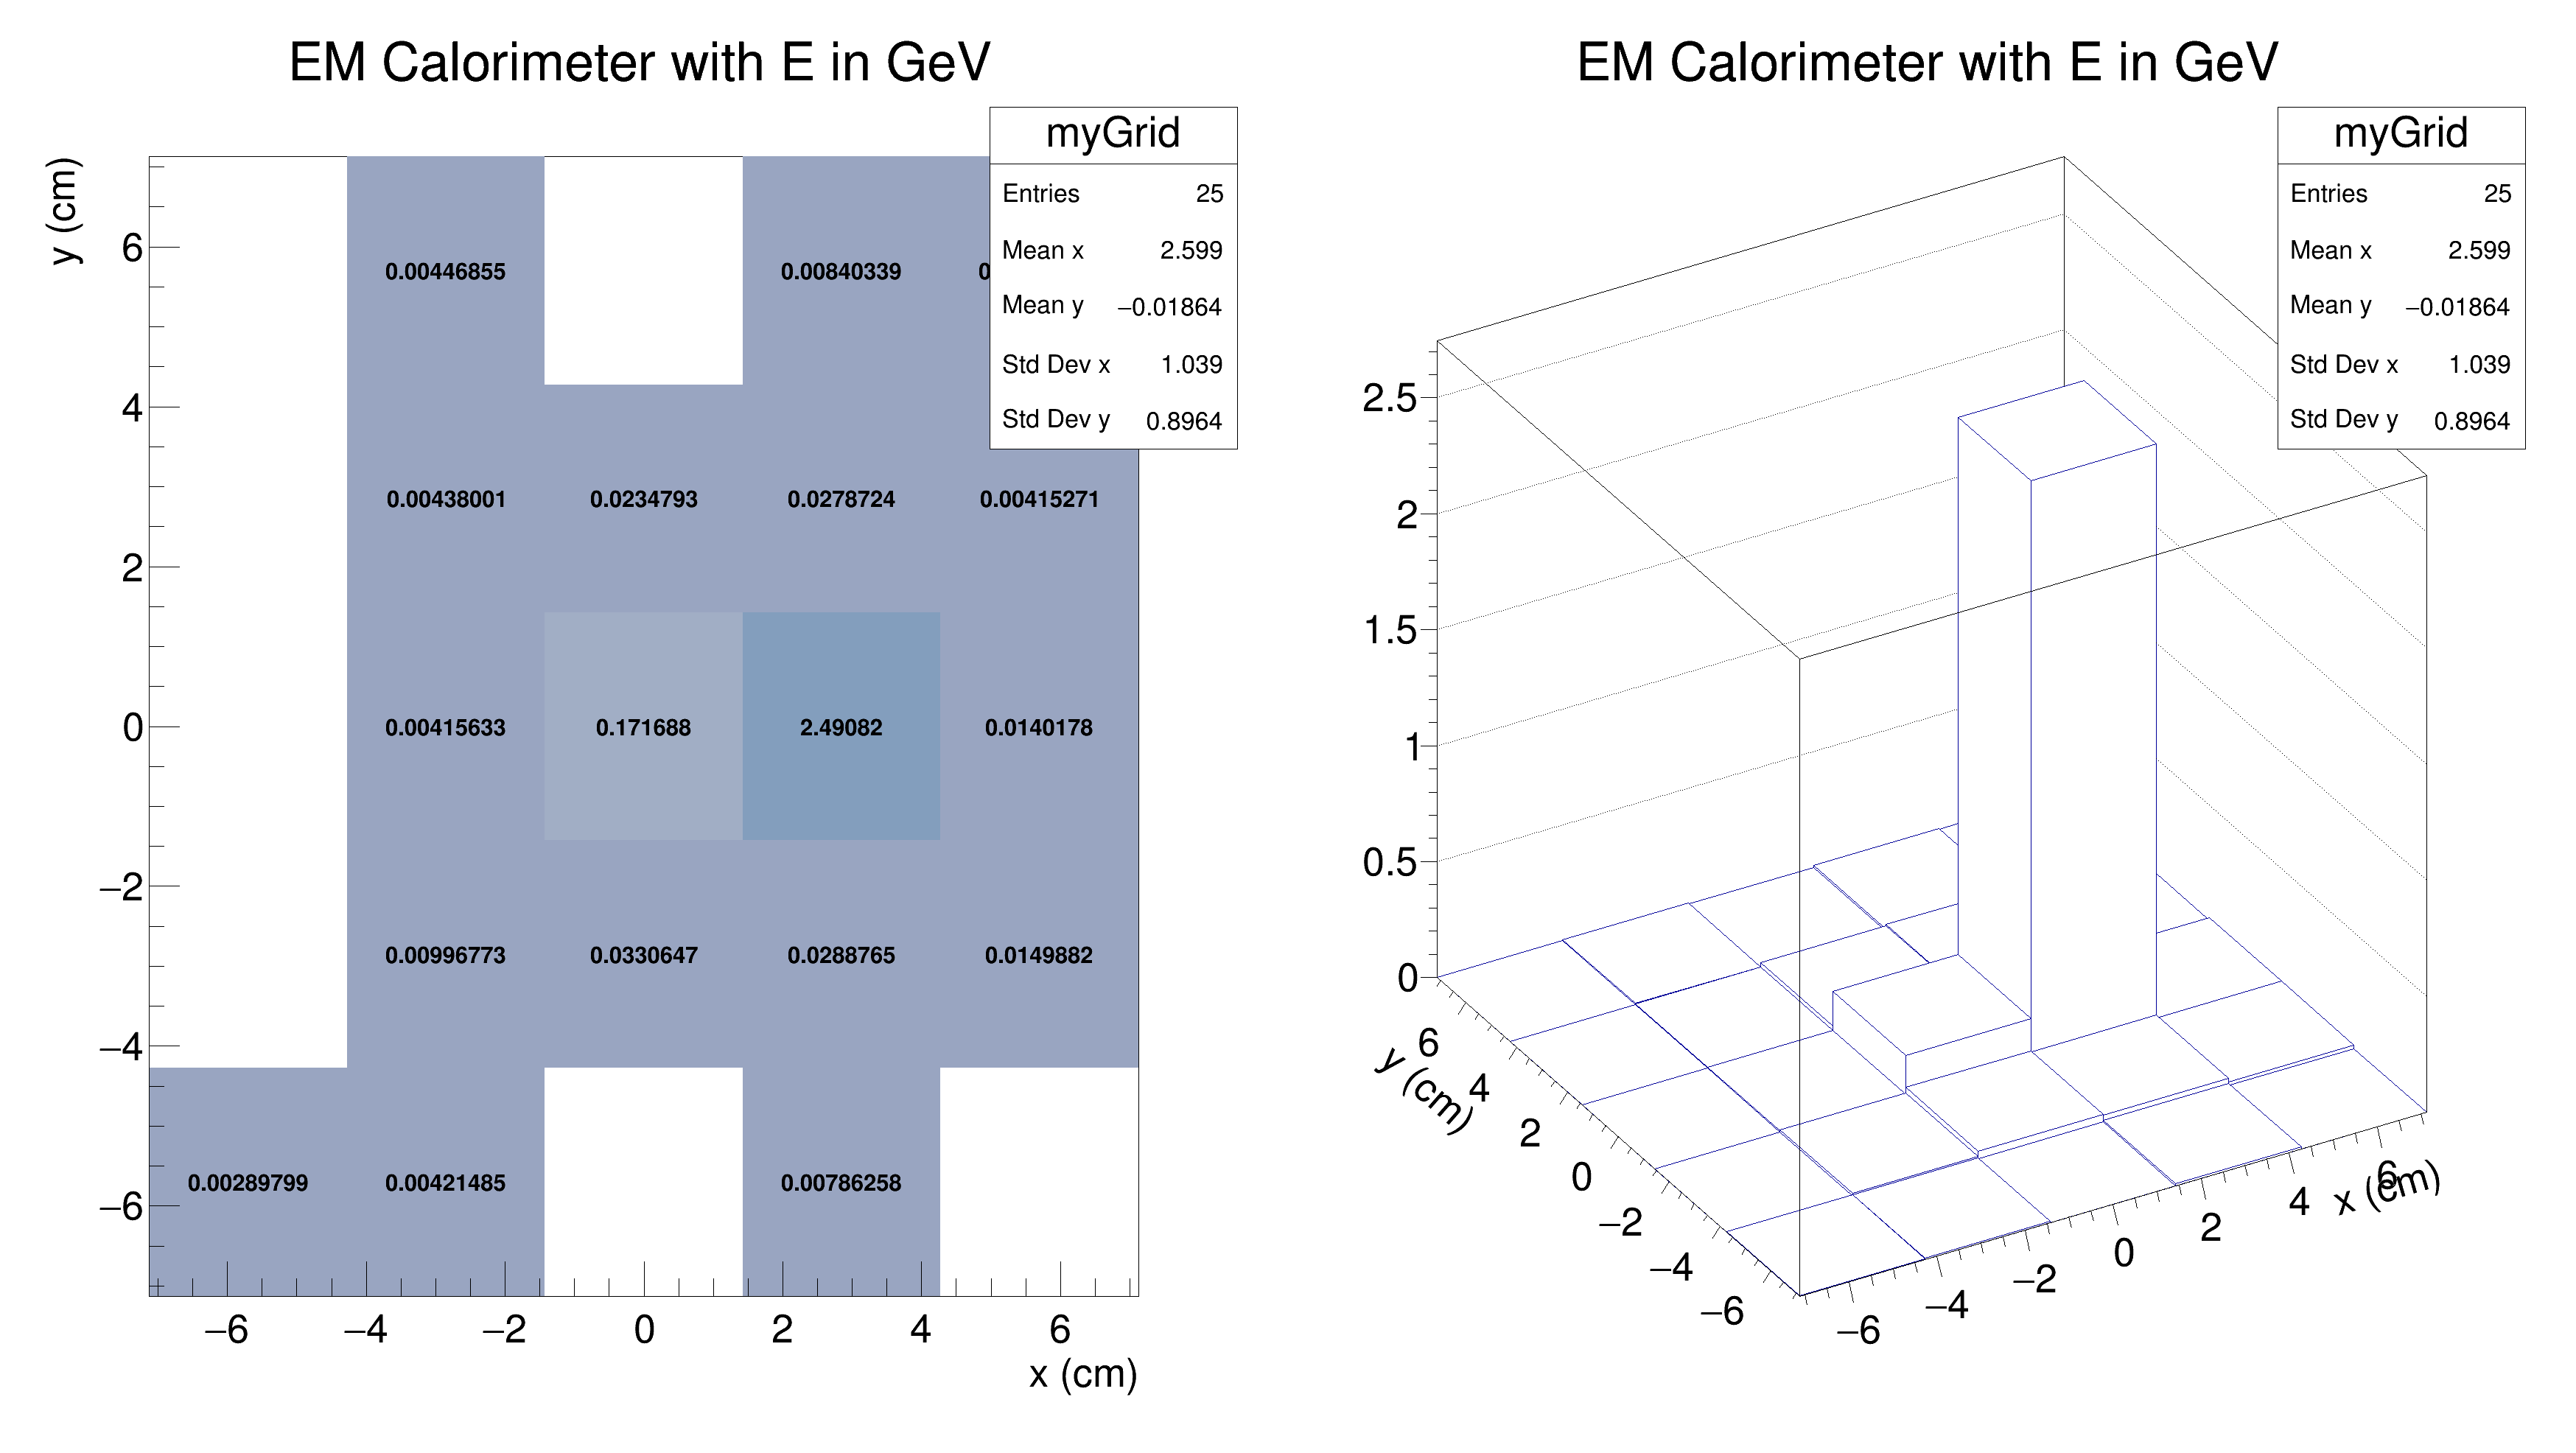 EM Calorimeter with E in GeV
myGrid
Entries 25
Mean x 2.599
Mean y −0.01864
Std Dev x 1.039
Std Dev y 0.8964
y (cm)
6
4
2
0
−2
−4
−6
0.00446855 0.00840339 0
0.00438001 0.0234793 0.0278724 0.00415271
0.00415633 0.171688 2.49082 0.0140178
0.00996773 0.0330647 0.0288765 0.0149882
0.00289799 0.00421485 0.00786258
−6 −4 −2 0 2 4 6
x (cm)
EM Calorimeter with E in GeV
myGrid
Entries 25
Mean x 2.599
Mean y −0.01864
Std Dev x 1.039
Std Dev y 0.8964
2.5
2
1.5
1
0.5
0
6
4
2
0
−2
−4
−6
y (cm)
−6
−4
−2
0
2
4
6
x (cm)